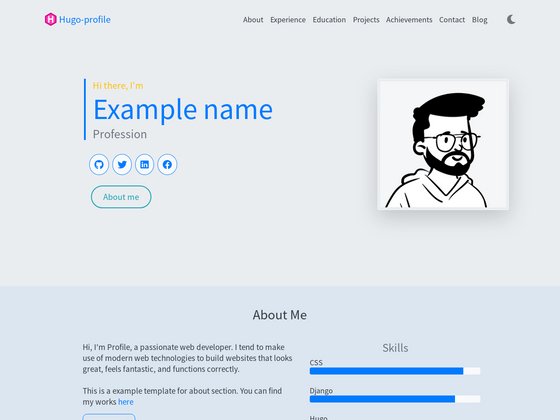 Hugo-profile
About Experience Education Projects Achievements Contact Blog
Hi there, I'm
Example name
Profession
About me
About Me
Hi, I'm Profile, a passionate web developer. I tend to make
use of modern web technologies to build websites that looks
great, feels fantastic, and functions correctly.
This is a example template for about section. You can find
my works here
Skills
CSS
Django
Hugo